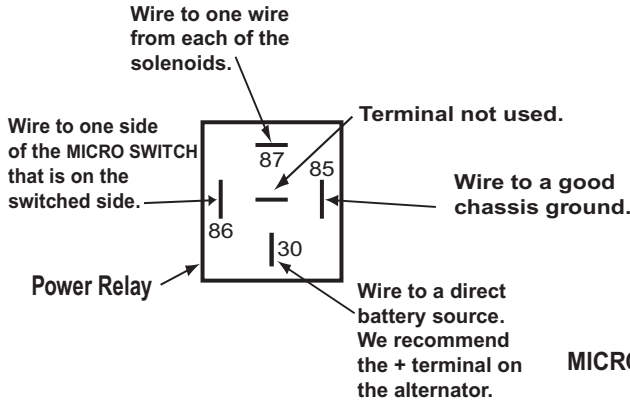 Wire to one wire
from each of the
solenoids.
Terminal not used.
Wire to one side
of the MICRO SWITCH
that is on the
switched side.
87
85
Wire to a good
chassis ground.
86
30
Power Relay
Wire to a direct
battery source.
We recommend
the + terminal on
the alternator.
MICRO